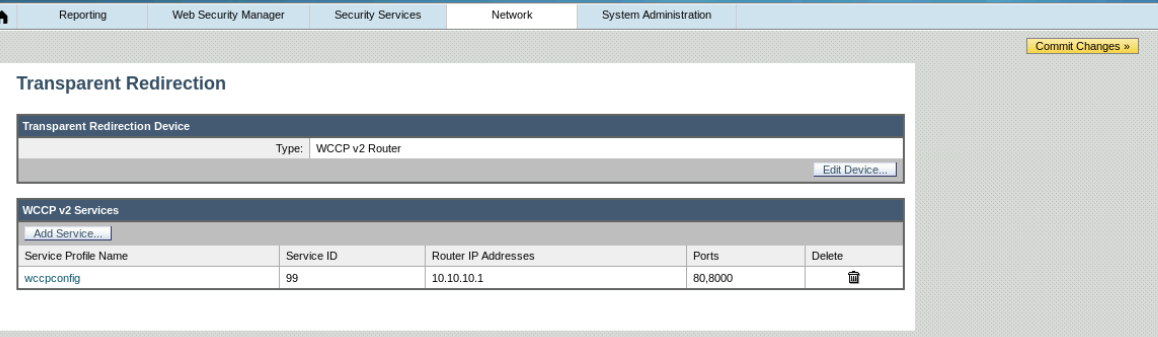 Reporting Web Security Manager Security Services Network System Administration
Commit Changes »
Transparent Redirection
Transparent Redirection Device
Type: WCCP v2 Router
Edit Device...
WCCP v2 Services
Add Service...
Service Profile Name Service ID Router IP Addresses Ports Delete
wccpconfig 99 10.10.10.1 80,8000